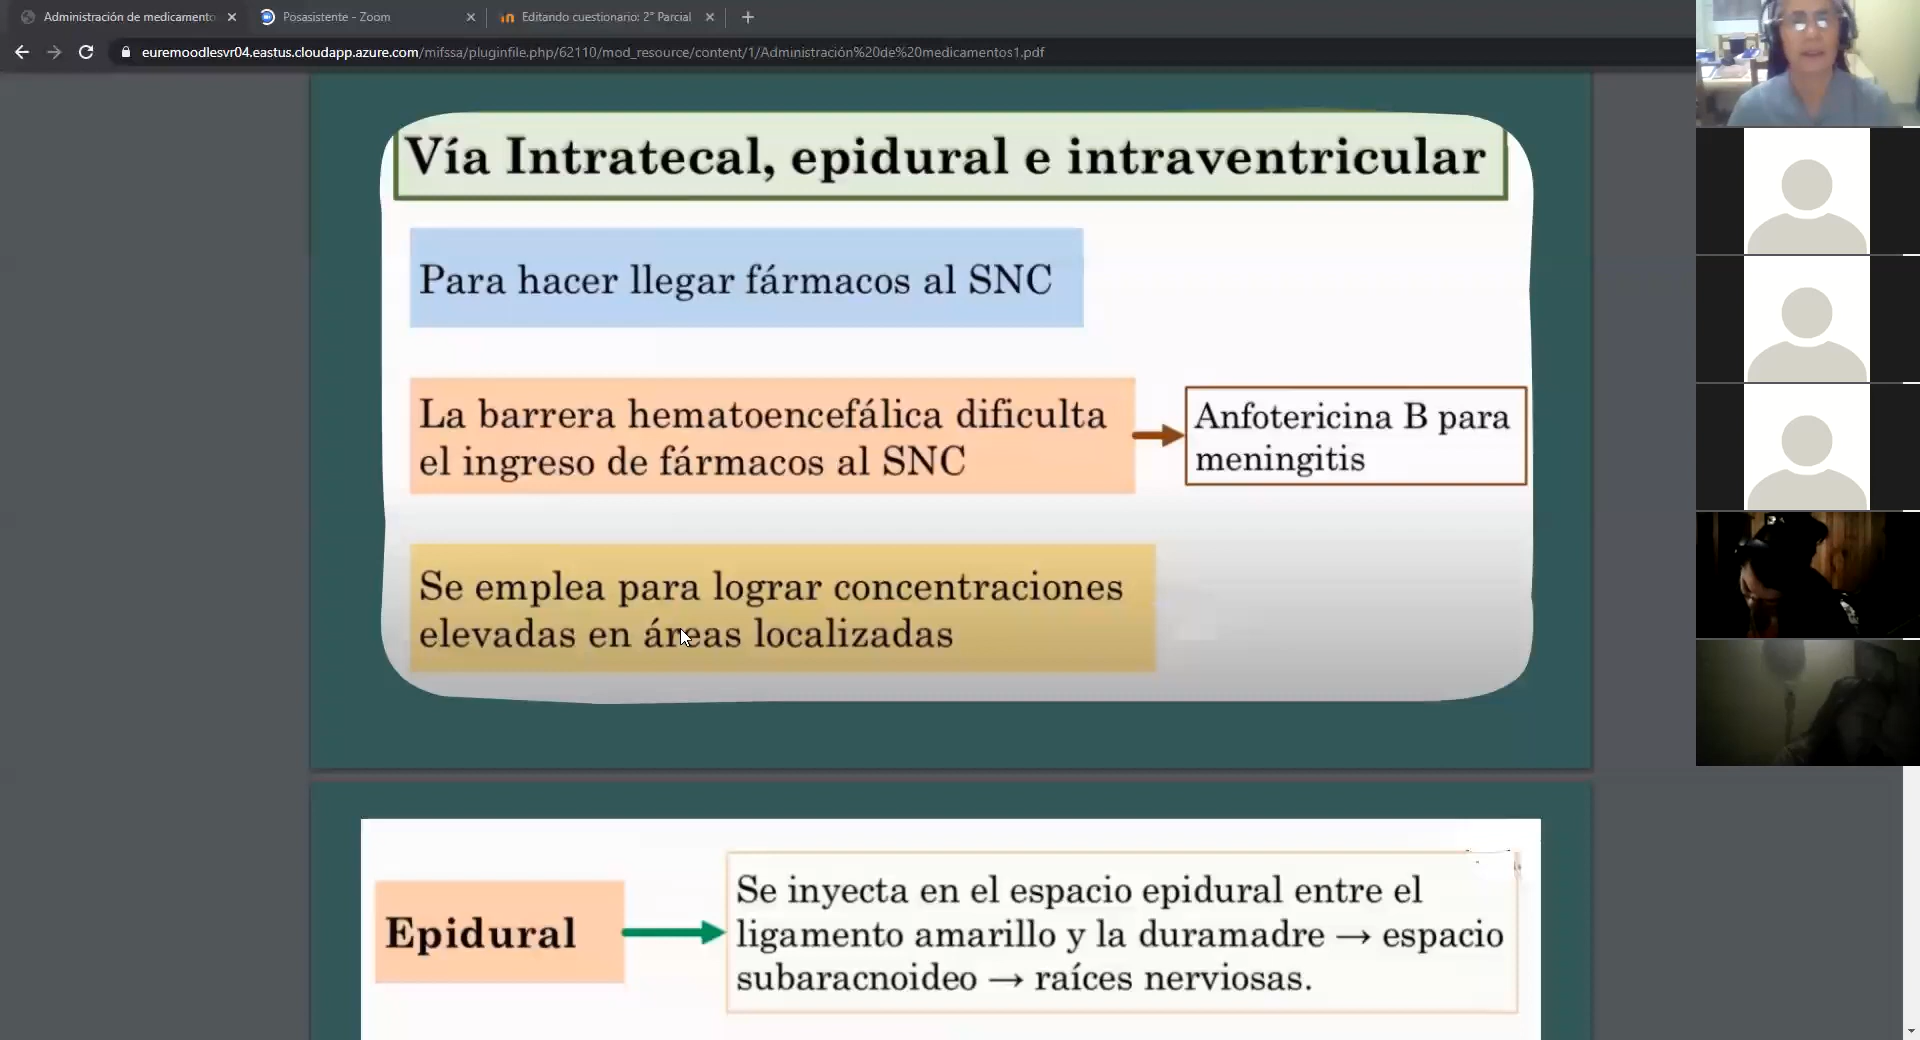 Administración de medicamento
Posasistente - Zoom
Editando cuestionario: 2° Parcial
euremoodlesvr04.eastus.cloudapp.azure.com/mifssa/pluginfile.php/62110/mod_resource/content/1/Administración%20de%20medicamentos1.pdf
Vía Intratecal, epidural e intraventricular
Para hacer llegar fármacos al SNC
La barrera hematoencefálica dificulta
el ingreso de fármacos al SNC
Anfotericina B para
meningitis
Se emplea para lograr concentraciones
elevadas en áreas localizadas
Epidural
Se inyecta en el espacio epidural entre el
ligamento amarillo y la duramadre → espacio
subaracnoideo → raíces nerviosas.